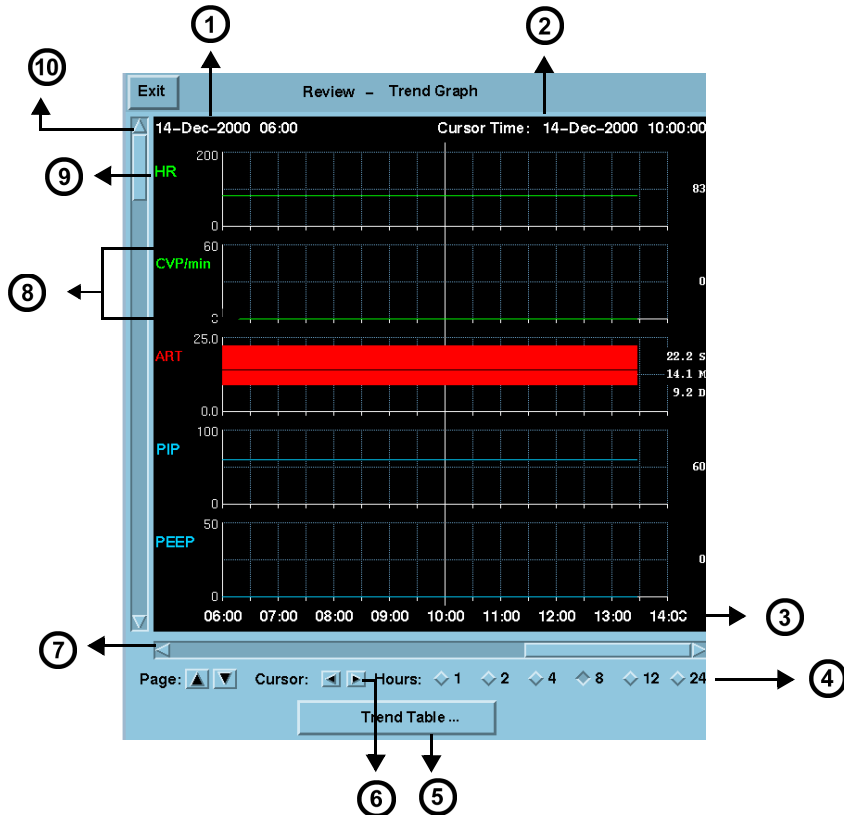 1
2
10
Exit
Review – Trend Graph
14–Dec–2000 06:00
Cursor Time: 14–Dec–2000 10:00:00
200
HR
9
83
0
60
CVP/min
8
0
25.0
ART
22.2 S
14.1 M
9.2 D
0.0
100
PIP
60
0
50
PEEP
0
0
06:00 07:00 08:00 09:00 10:00 11:00 12:00 13:00 14:00
3
7
Page: Cursor: Hours: 1 2 4 8 12 24
4
Trend Table ...
6
5